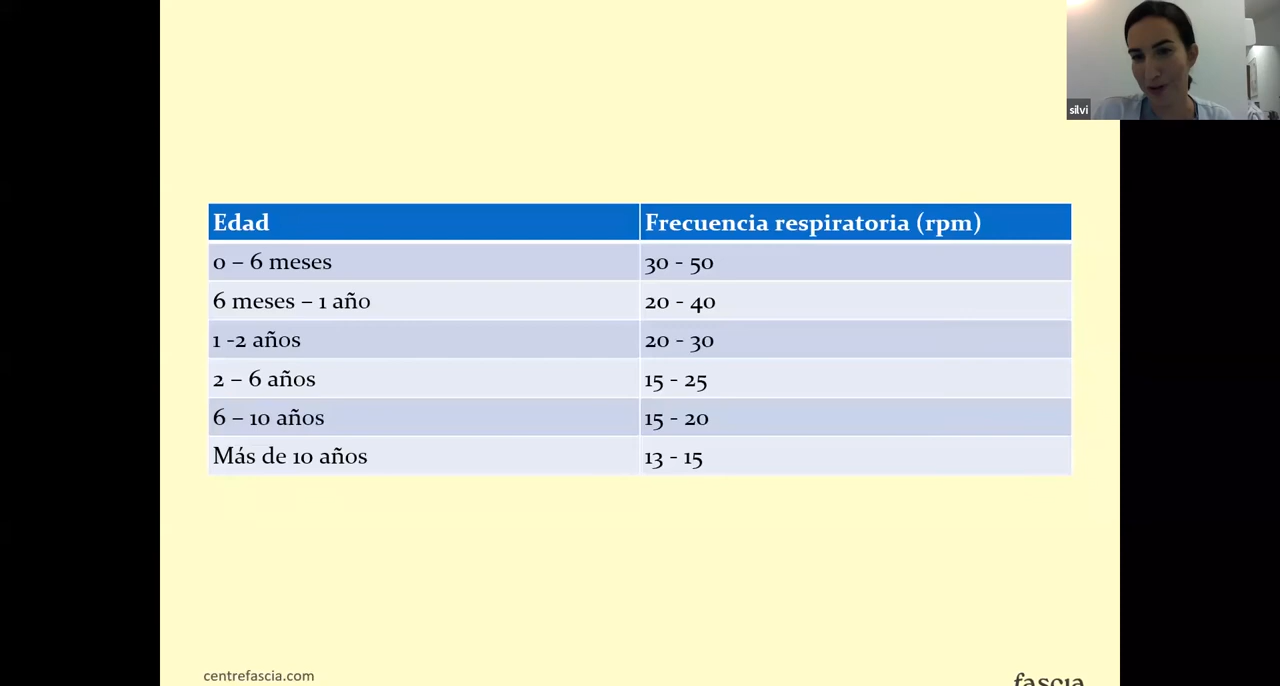 silvi
Edad Frecuencia respiratoria (rpm)
0 – 6 meses 30 - 50
6 meses – 1 año 20 - 40
1 -2 años 20 - 30
2 – 6 años 15 - 25
6 – 10 años 15 - 20
Más de 10 años 13 - 15
centrefascia.com
fascia